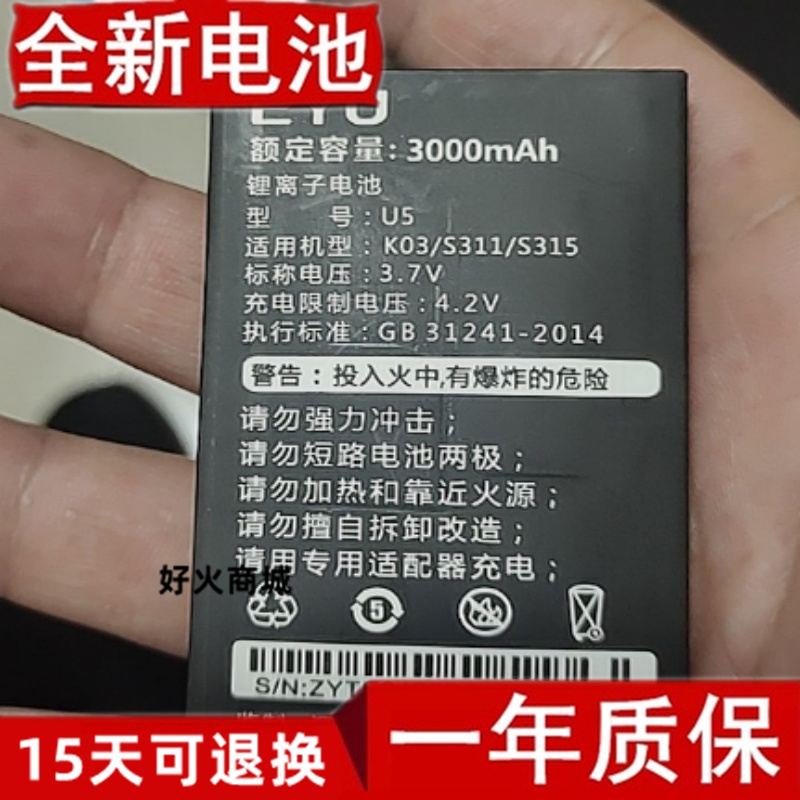 全新电池
额定容量: 3000mAh
锂离子电池
型 号: U5
适用机型: K03/S311/S315
标称电压: 3.7V
充电限制电压: 4.2V
执行标准: GB 31241-2014
警告: 投入火中,有爆炸的危险
请勿强力冲击;
请勿短路电池两极;
请勿加热和靠近火源;
请勿擅自拆卸改造;
请用专用适配器充电;
好火商城
5
S/N:ZYT
15天可退换
一年质保